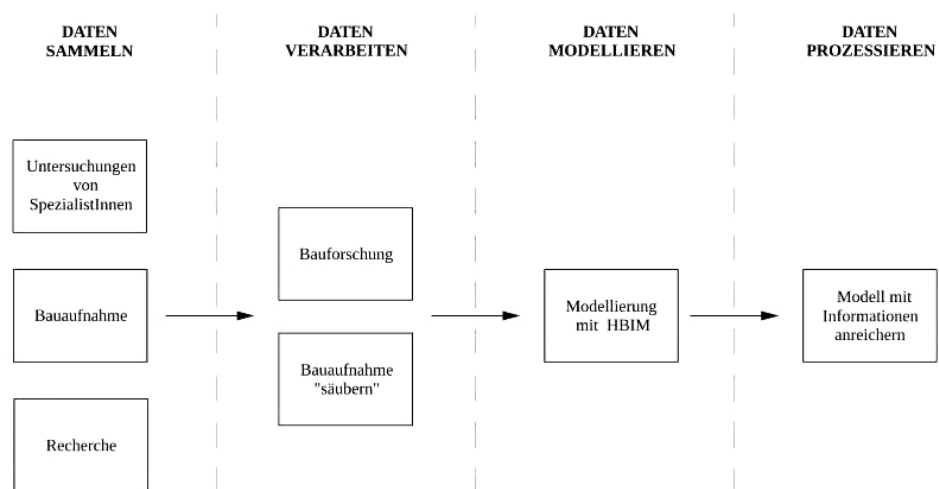 DATEN
SAMMELN
DATEN
VERARBEITEN
DATEN
MODELLIEREN
DATEN
PROZESSIEREN
Untersuchungen
von
SpezialistInnen
Bauaufnahme
Recherche
Bauforschung
Bauaufnahme
"säubern"
Modellierung
mit HBIM
Modell mit
Informationen
anreichern